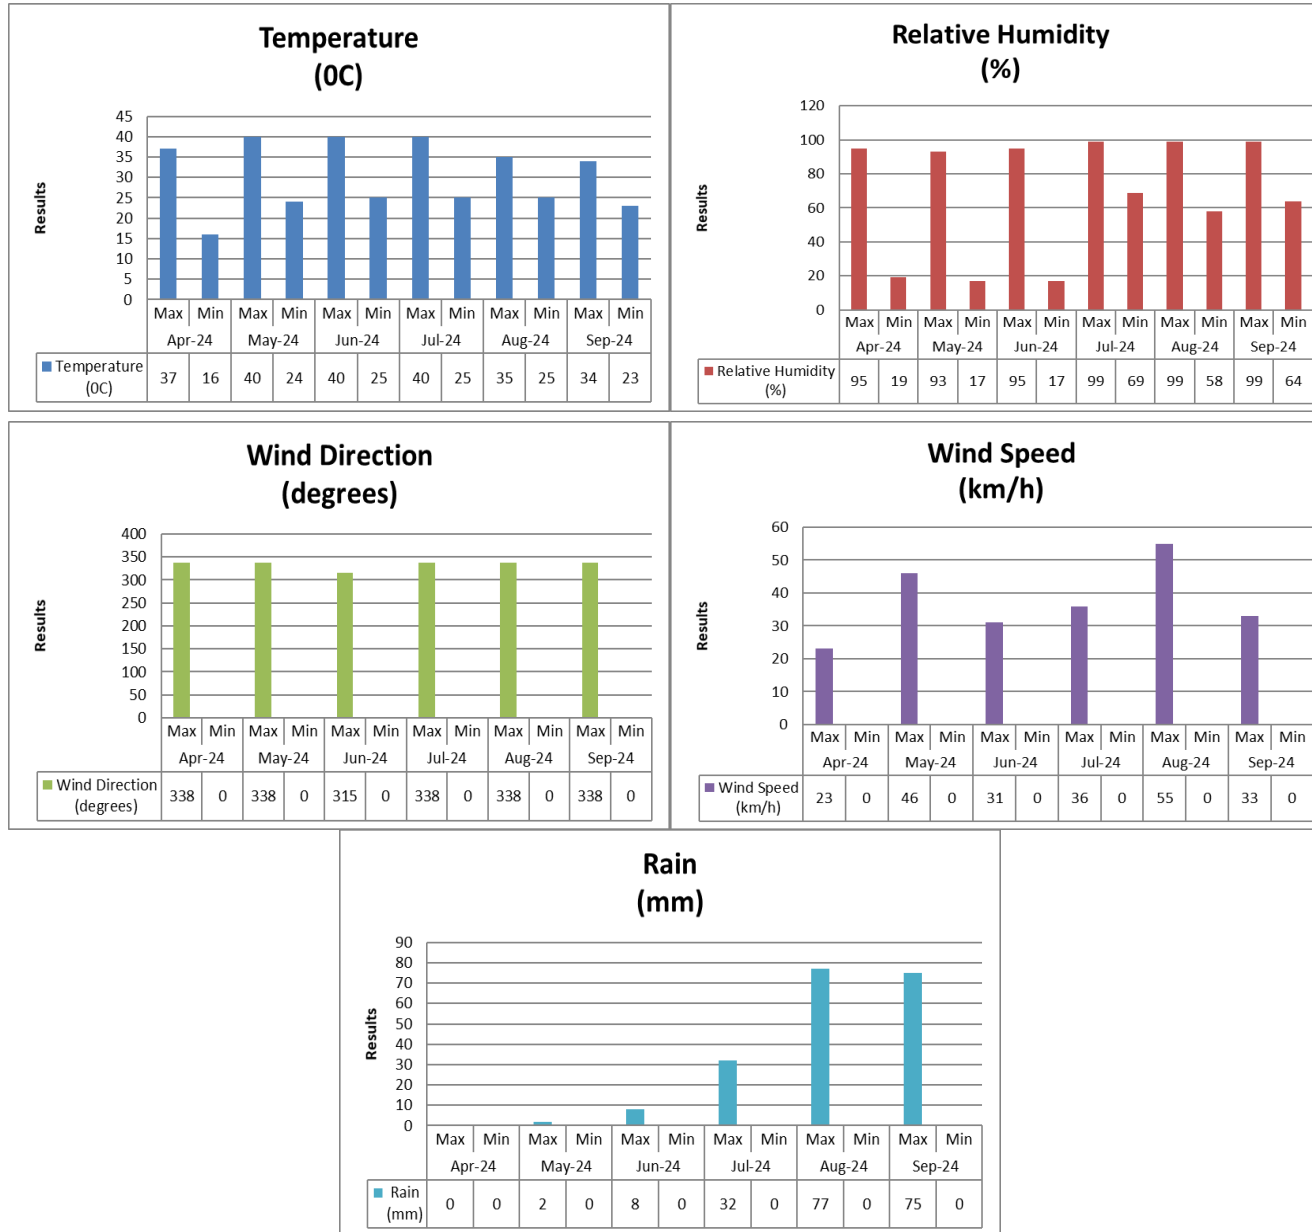 Temperature
(0C)
Results
45
40
35
30
25
20
15
10
5
0
Max Min Max Min Max Min Max Min Max Min Max Min
Apr-24 May-24 Jun-24 Jul-24 Aug-24 Sep-24
Temperature
(0C)
37 16 40 24 40 25 40 25 35 25 34 23
Relative Humidity
(%)
Results
120
100
80
60
40
20
0
Max Min Max Min Max Min Max Min Max Min Max Min
Apr-24 May-24 Jun-24 Jul-24 Aug-24 Sep-24
Relative Humidity
(%)
95 19 93 17 95 17 99 69 99 58 99 64
Wind Direction
(degrees)
Results
400
350
300
250
200
150
100
50
0
Max Min Max Min Max Min Max Min Max Min Max Min
Apr-24 May-24 Jun-24 Jul-24 Aug-24 Sep-24
Wind Direction
(degrees)
338 0 338 0 315 0 338 0 338 0 338 0
Wind Speed
(km/h)
Results
60
50
40
30
20
10
0
Max Min Max Min Max Min Max Min Max Min Max Min
Apr-24 May-24 Jun-24 Jul-24 Aug-24 Sep-24
Wind Speed
(km/h)
23 0 46 0 31 0 36 0 55 0 33 0
Rain
(mm)
Results
90
80
70
60
50
40
30
20
10
0
Max Min Max Min Max Min Max Min Max Min Max Min
Apr-24 May-24 Jun-24 Jul-24 Aug-24 Sep-24
Rain
(mm)
0 0 2 0 8 0 32 0 77 0 75 0